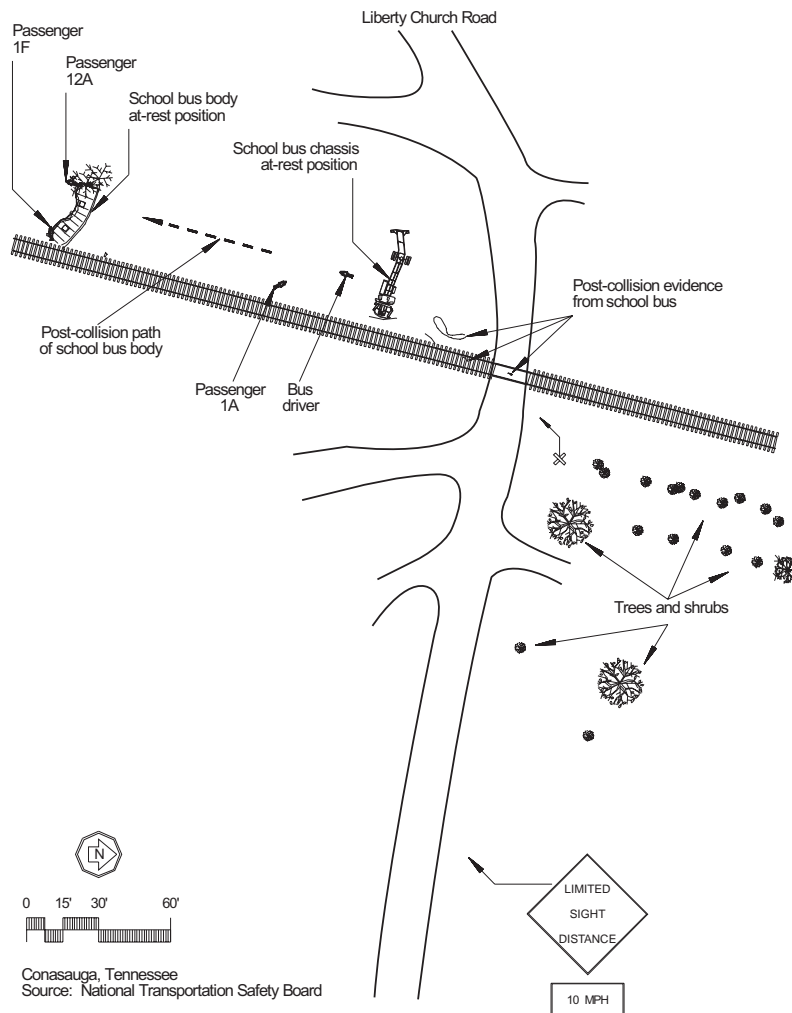 Liberty Church Road
Passenger
1F
Passenger
12A
School bus body
at-rest position
School bus chassis
at-rest position
Post-collision evidence
from school bus
Post-collision path
of school bus body
Passenger
1A
Bus
driver
Trees and shrubs
N
0 15' 30' 60'
LIMITED
SIGHT
DISTANCE
10 MPH
Conasauga, Tennessee
Source: National Transportation Safety Board